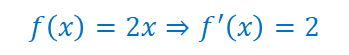 f(x) = 2x ⇒ f′(x) = 2